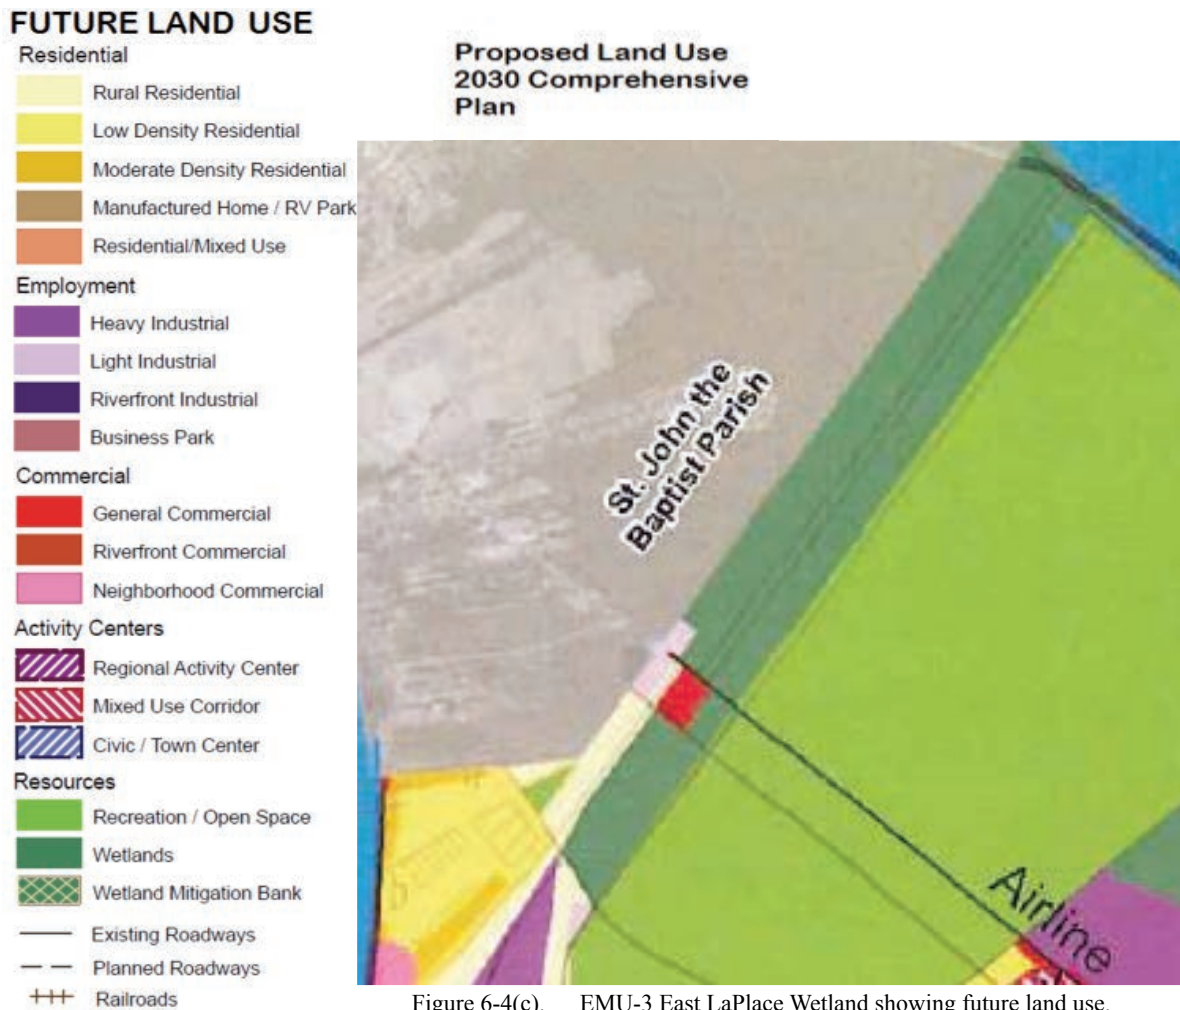 FUTURE LAND USE
Residential
Rural Residential
Low Density Residential
Moderate Density Residential
Manufactured Home / RV Park
Residential/Mixed Use
Employment
Heavy Industrial
Light Industrial
Riverfront Industrial
Business Park
Commercial
General Commercial
Riverfront Commercial
Neighborhood Commercial
Activity Centers
Regional Activity Center
Mixed Use Corridor
Civic / Town Center
Resources
Recreation / Open Space
Wetlands
Wetland Mitigation Bank
Existing Roadways
Planned Roadways
Railroads
Proposed Land Use
2030 Comprehensive
Plan
St. John the
Baptist Parish
Airline
Figure 6-4(c). EMU-3 East LaPlace Wetland showing future land use.